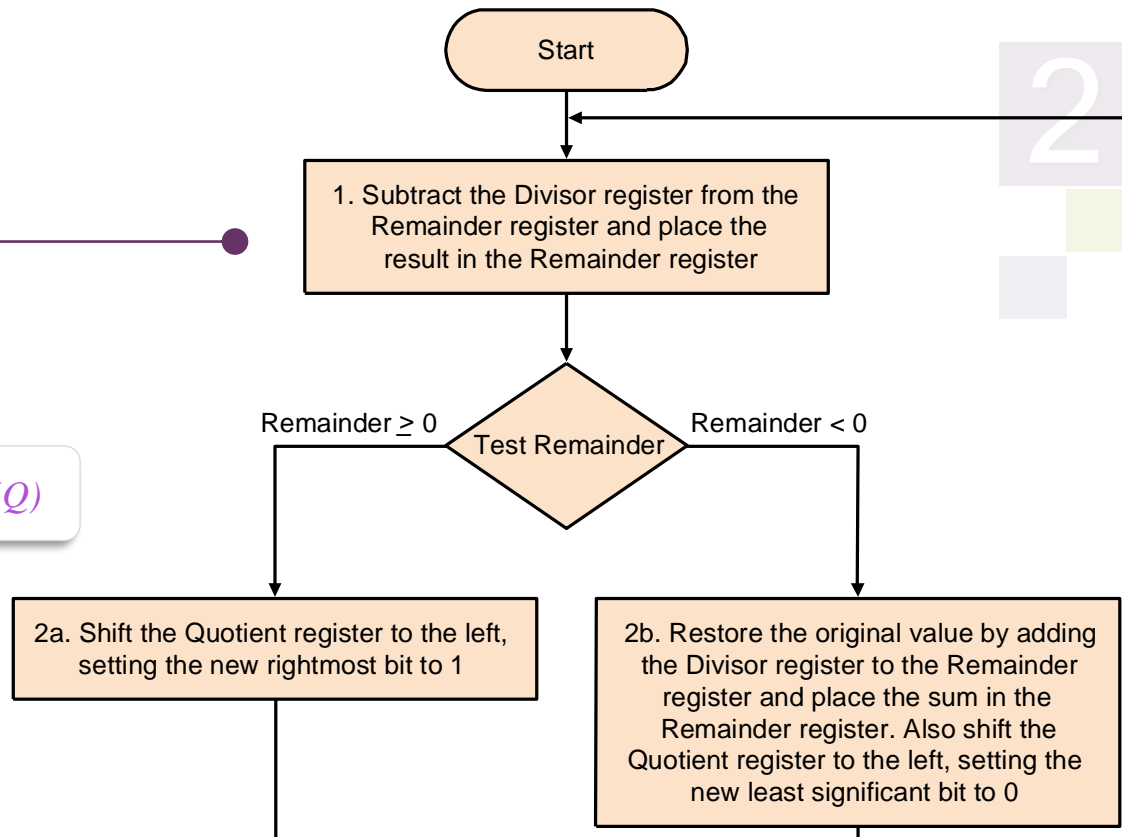 Start
2
1. Subtract the Divisor register from the
Remainder register and place the
result in the Remainder register
Remainder ≥ 0
Test Remainder
Remainder < 0
Q)
2a. Shift the Quotient register to the left,
setting the new rightmost bit to 1
2b. Restore the original value by adding
the Divisor register to the Remainder
register and place the sum in the
Remainder register. Also shift the
Quotient register to the left, setting the
new least significant bit to 0